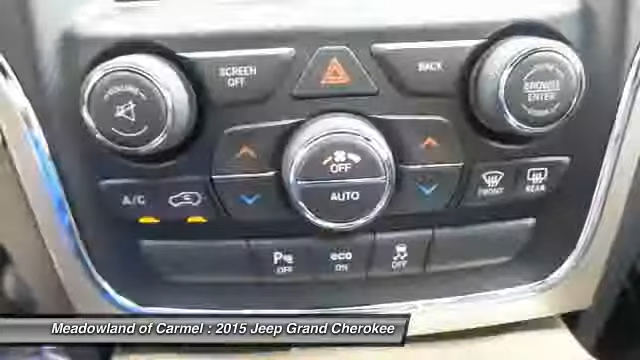 VOLUME
SCREEN
OFF
BACK
BROWSE
ENTER
OFF
AUTO
A/C
FRONT
REAR
P
OFF
eco
ON
OFF
Meadowland of Carmel : 2015 Jeep Grand Cherokee